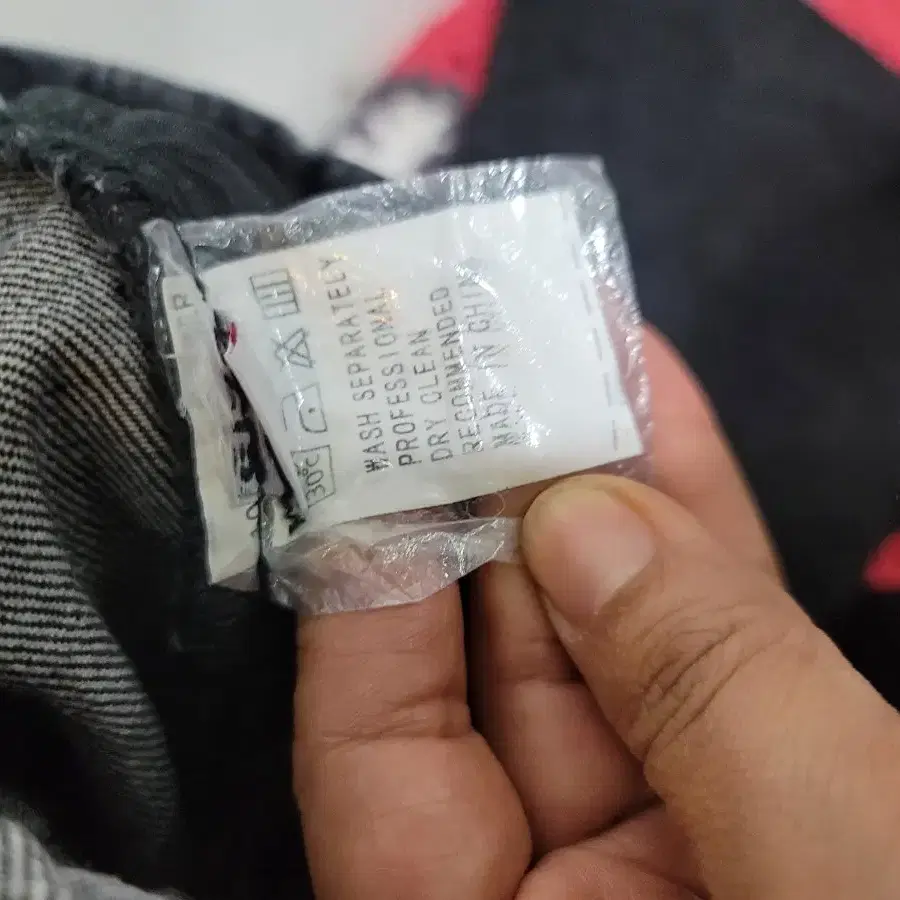 30°C
WASH SEPARATELY
PROFESSIONAL
DRY CLEAN
RECOMMENDED
MADE IN CHINA